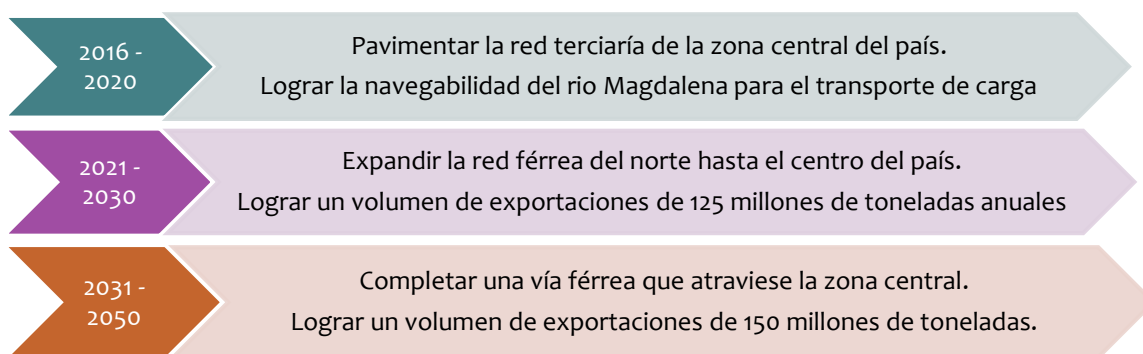 2016 -
2020
Pavimentar la red terciaría de la zona central del país.
Lograr la navegabilidad del rio Magdalena para el transporte de carga
2021 -
2030
Expandir la red férrea del norte hasta el centro del país.
Lograr un volumen de exportaciones de 125 millones de toneladas anuales
2031 -
2050
Completar una vía férrea que atraviese la zona central.
Lograr un volumen de exportaciones de 150 millones de toneladas.